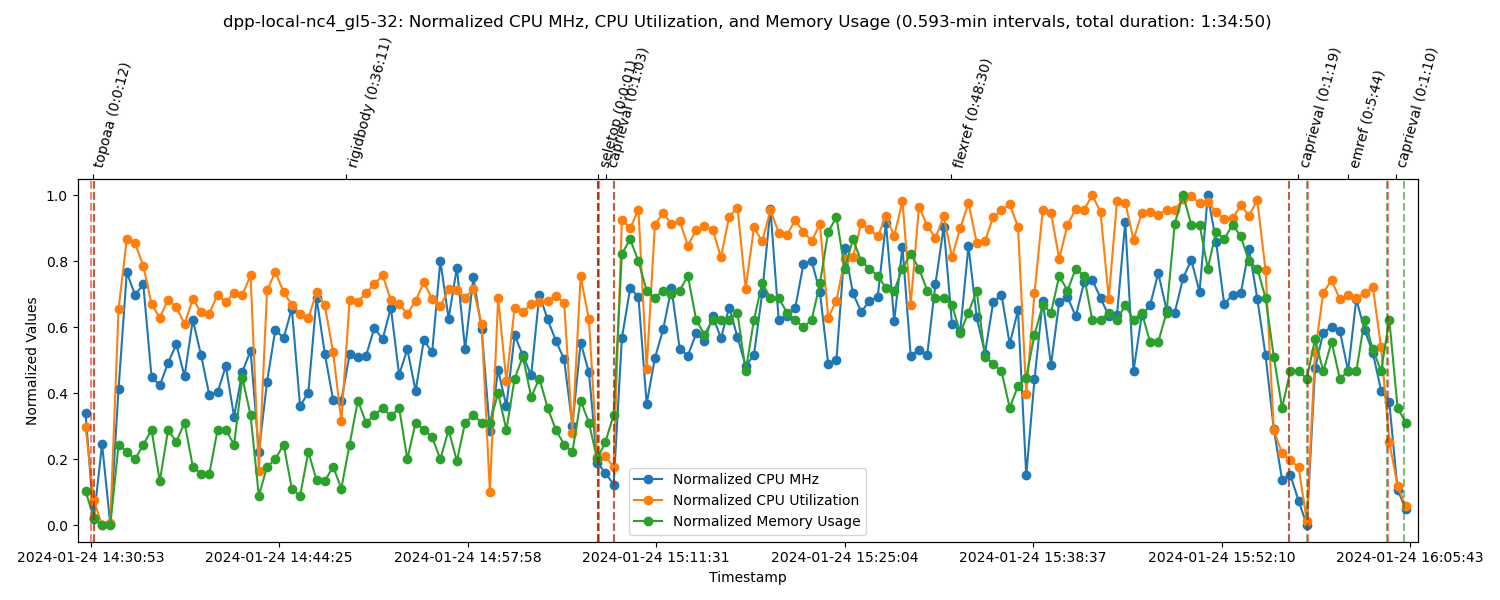 dpp-local-nc4_gl5-32: Normalized CPU MHz, CPU Utilization, and Memory Usage (0.593-min intervals, total duration: 1:34:50)
topoaa (0:0:12)
rigidbody (0:36:11)
seletop (0:0:01)
caprieval (0:1:03)
flexref (0:48:30)
caprieval (0:1:19)
emref (0:5:44)
caprieval (0:1:10)
Normalized Values
1.0
0.8
0.6
0.4
0.2
0.0
Normalized CPU MHz
Normalized CPU Utilization
Normalized Memory Usage
2024-01-24 14:30:53
2024-01-24 14:44:25
2024-01-24 14:57:58
2024-01-24 15:11:31
2024-01-24 15:25:04
2024-01-24 15:38:37
2024-01-24 15:52:10
2024-01-24 16:05:43
Timestamp